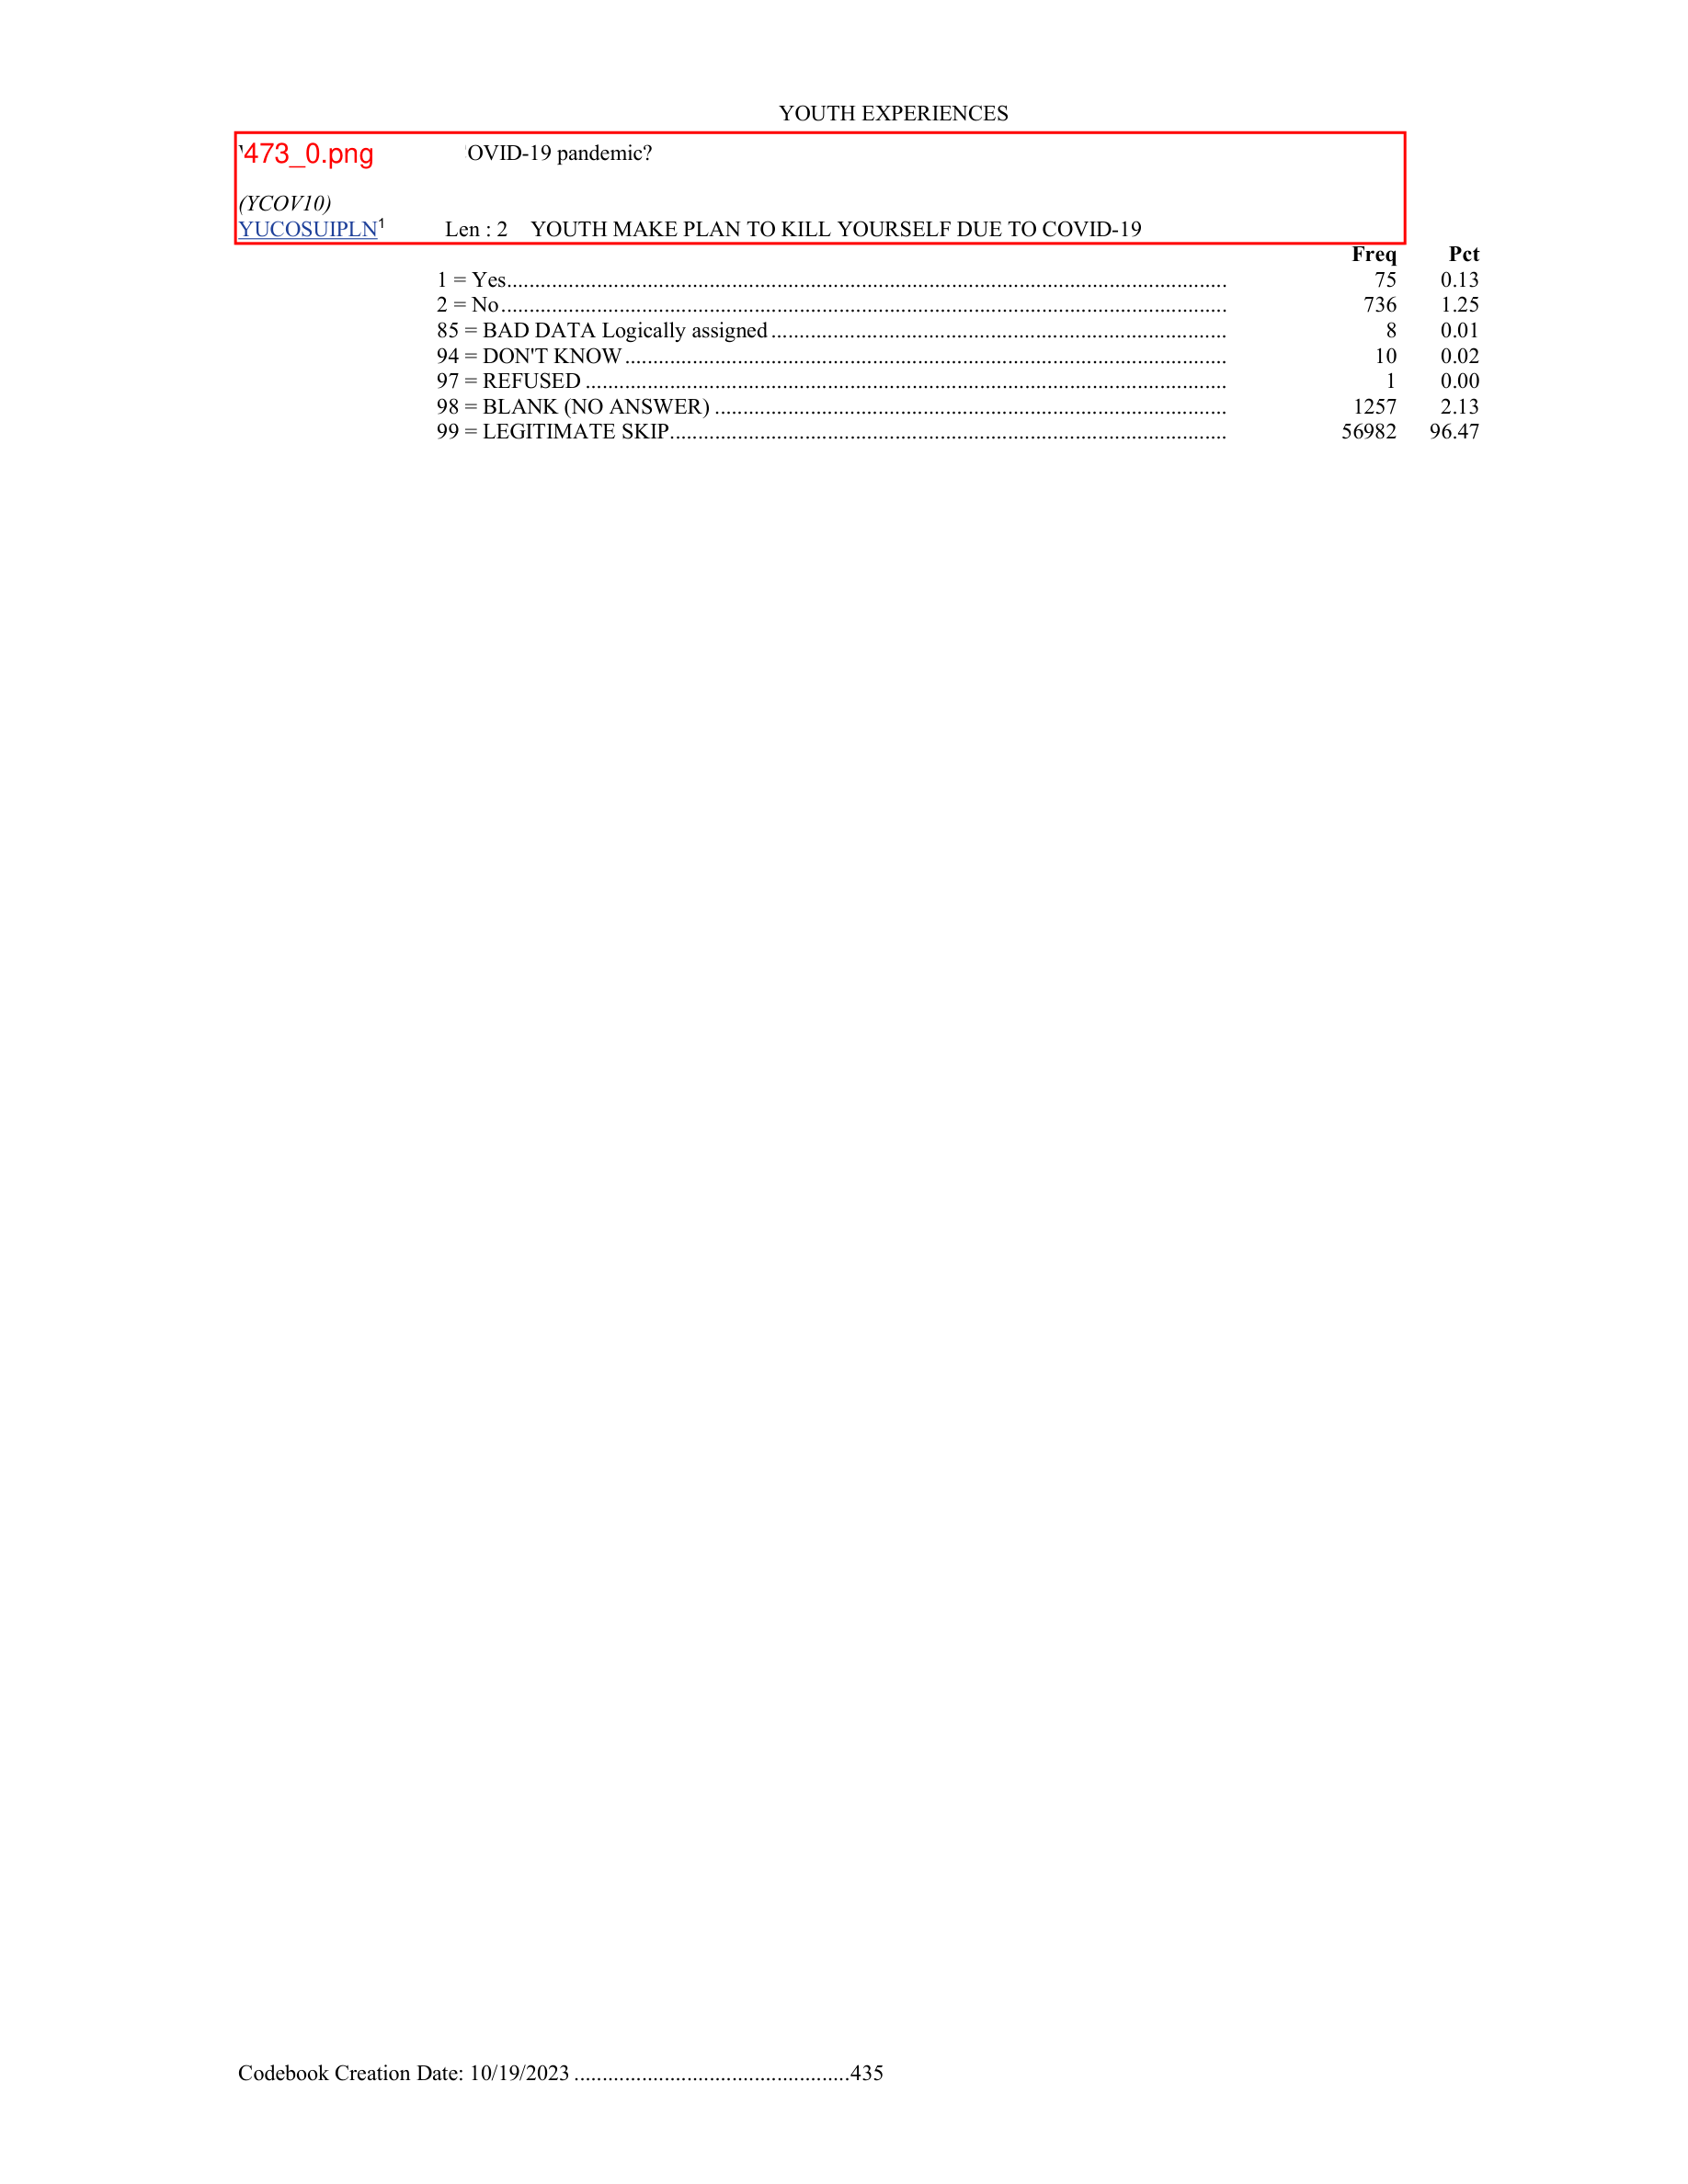 YOUTH EXPERIENCES
473_0.png OVID-19 pandemic?
(YCOV10)
YUCOSUIPLN¹ Len : 2 YOUTH MAKE PLAN TO KILL YOURSELF DUE TO COVID-19
Freq Pct
1 = Yes................................................................ 75 0.13
2 = No................................................................ 736 1.25
85 = BAD DATA Logically assigned................................................................ 8 0.01
94 = DON'T KNOW................................................................ 10 0.02
97 = REFUSED................................................................ 1 0.00
98 = BLANK (NO ANSWER)................................................................ 1257 2.13
99 = LEGITIMATE SKIP................................................................ 56982 96.47
Codebook Creation Date: 10/19/2023.................................................435